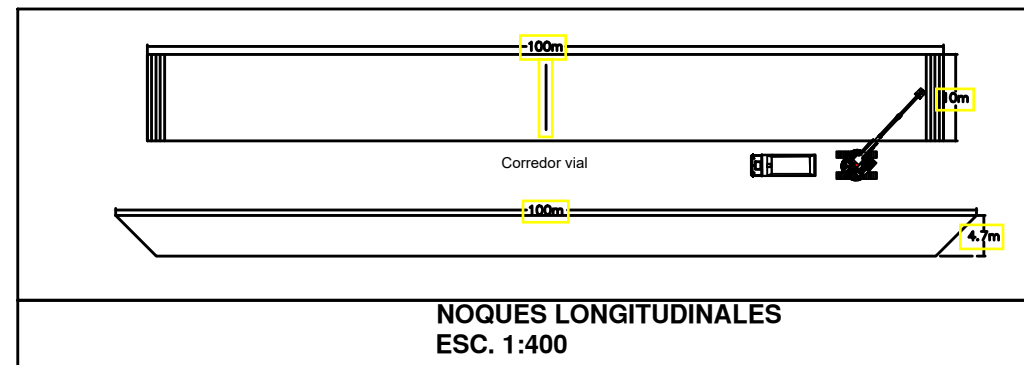 100m
10m
Corredor vial
100m
4.7m
NOQUES LONGITUDINALES
ESC. 1:400